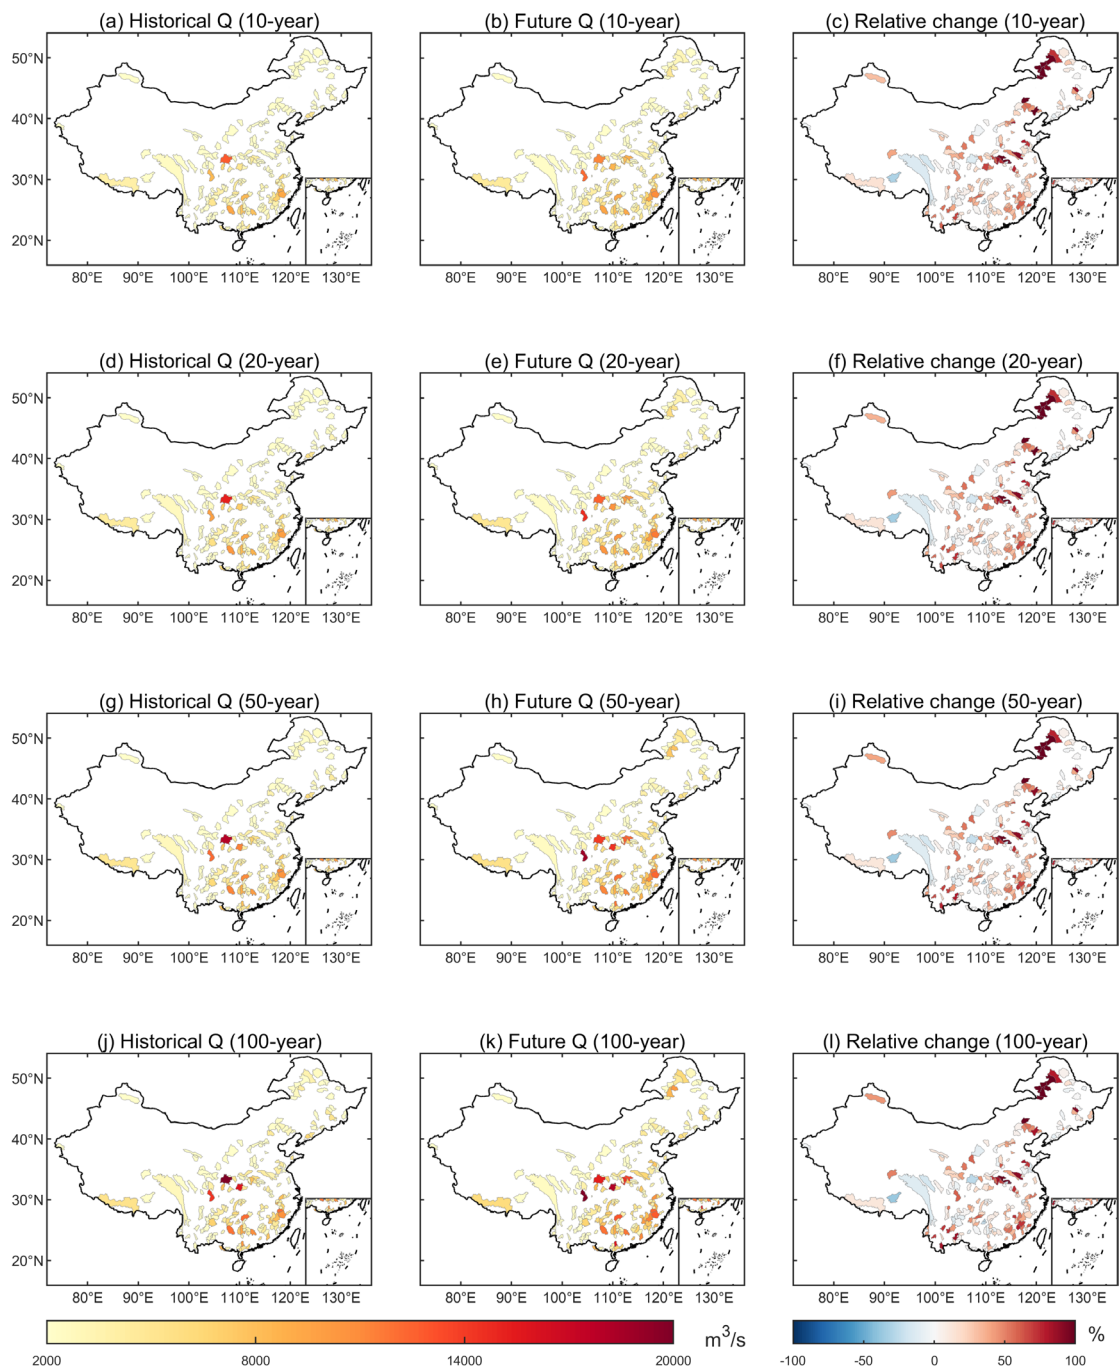 (a) Historical Q (10-year) (b) Future Q (10-year) (c) Relative change (10-year)
50°N
40°N
30°N
20°N
80°E 90°E 100°E 110°E 120°E 130°E 80°E 90°E 100°E 110°E 120°E 130°E 80°E 90°E 100°E 110°E 120°E 130°E
(d) Historical Q (20-year) (e) Future Q (20-year) (f) Relative change (20-year)
50°N
40°N
30°N
20°N
80°E 90°E 100°E 110°E 120°E 130°E 80°E 90°E 100°E 110°E 120°E 130°E 80°E 90°E 100°E 110°E 120°E 130°E
(g) Historical Q (50-year) (h) Future Q (50-year) (i) Relative change (50-year)
50°N
40°N
30°N
20°N
80°E 90°E 100°E 110°E 120°E 130°E 80°E 90°E 100°E 110°E 120°E 130°E 80°E 90°E 100°E 110°E 120°E 130°E
(j) Historical Q (100-year) (k) Future Q (100-year) (l) Relative change (100-year)
50°N
40°N
30°N
20°N
80°E 90°E 100°E 110°E 120°E 130°E 80°E 90°E 100°E 110°E 120°E 130°E 80°E 90°E 100°E 110°E 120°E 130°E
m³/s %
2000 8000 14000 20000 -100 -50 0 50 100